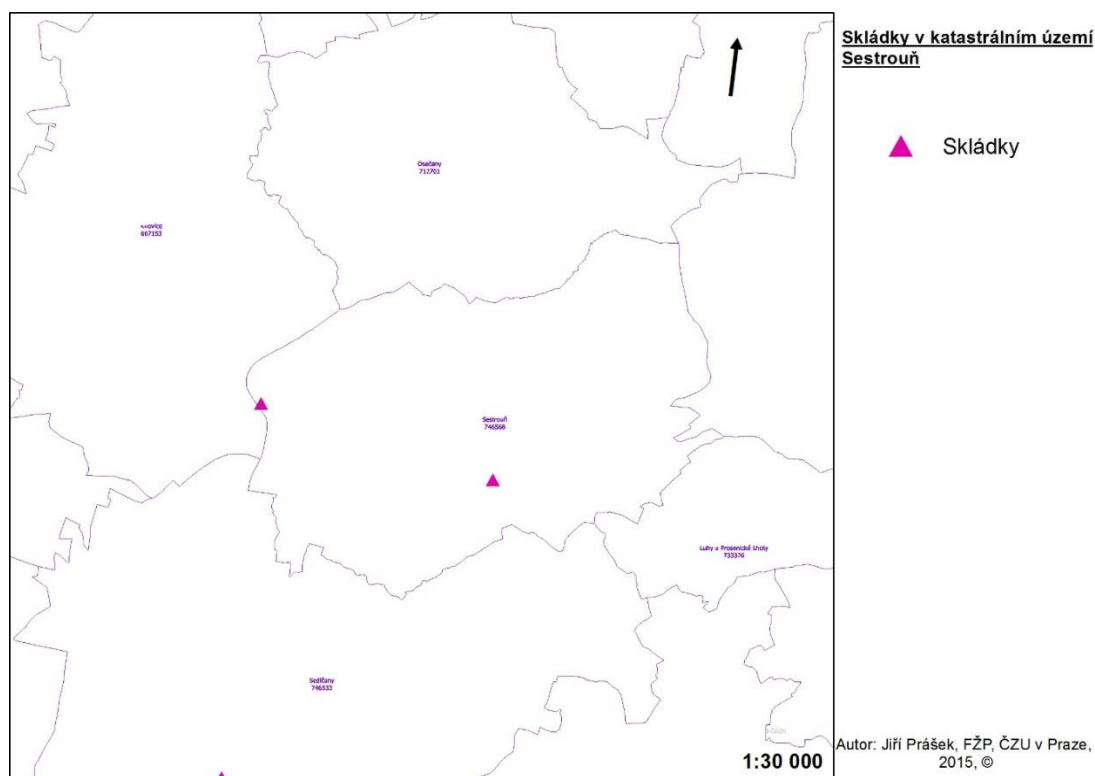 Skládky v katastrálním území
Sestrouň
Skládky
Osečany
712701
667153
Sestrouň
746568
Luhy u Prosenické Lhoty
733376
Sedlčany
746533
1:30 000
Autor: Jiří Prášek, FŽP, ČZU v Praze,
2015, ©